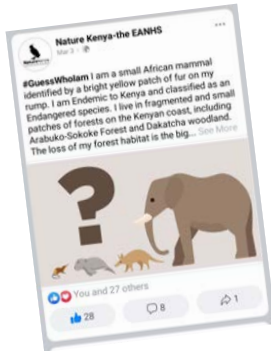 Nature Kenya-the EANHS
Mar 3
#GuessWhoIam I am a small African mammal
identified by a bright yellow patch of fur on my
rump. I am Endemic to Kenya and classified as an
Endangered species. I live in fragmented and small
patches of forests on the Kenyan coast, including
Arabuko-Sokoke Forest and Dakatcha woodland.
The loss of my forest habitat is the big... See More
?
You and 27 others
28
8
1